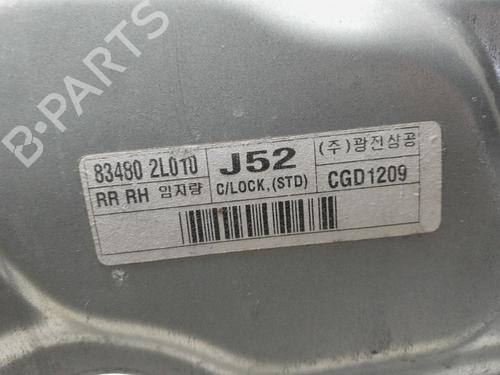 B-PARTS
83480 2L010
J52
(주)광진상공
RR RH 임지량
C/LOCK,(STD)
CGD1209